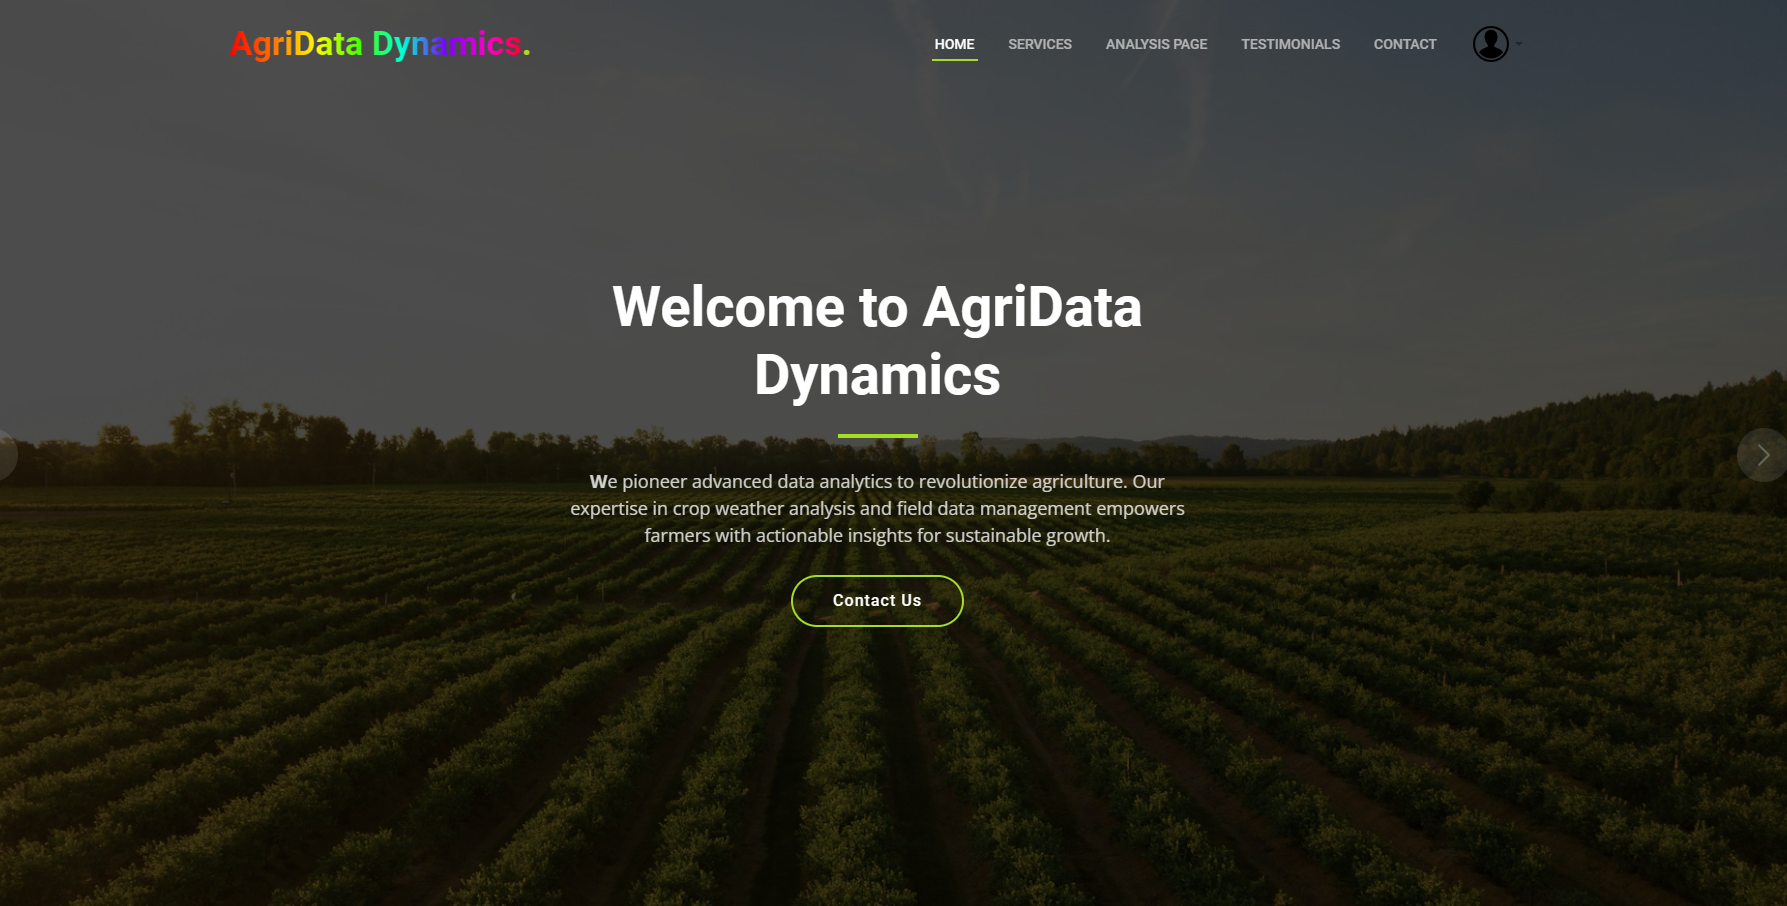 AgriData Dynamics.
HOME SERVICES ANALYSIS PAGE TESTIMONIALS CONTACT
Welcome to AgriData
Dynamics
We pioneer advanced data analytics to revolutionize agriculture. Our
expertise in crop weather analysis and field data management empowers
farmers with actionable insights for sustainable growth.
Contact Us